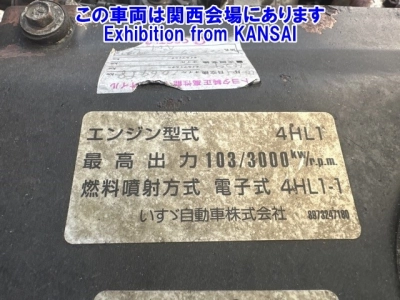 この車両は関西会場にあります
Exhibition from KANSAI
エンジン型式 4HL1
最高出力 103/3000 kW/r.p.m.
燃料噴射方式 電子式 4HL1-1
いすゞ自動車株式会社 8973247180